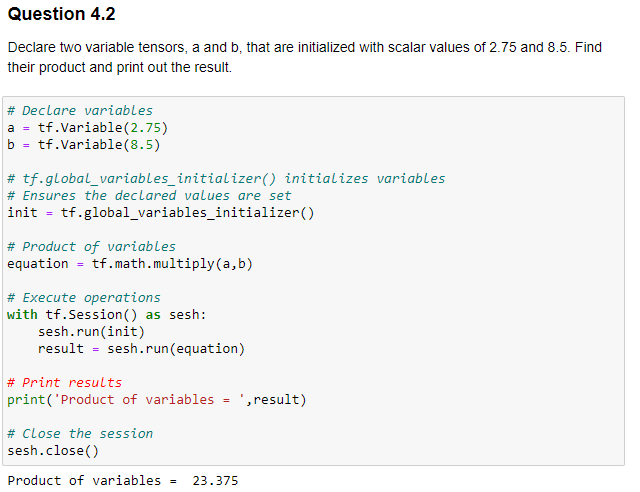 Question 4.2
Declare two variable tensors, a and b, that are initialized with scalar values of 2.75 and 8.5. Find
their product and print out the result.
# Declare variables
a = tf.Variable(2.75)
b = tf.Variable(8.5)
# tf.global_variables_initializer() initializes variables
# Ensures the declared values are set
init = tf.global_variables_initializer()
# Product of variables
equation = tf.math.multiply(a,b)
# Execute operations
with tf.Session() as sesh:
    sesh.run(init)
    result = sesh.run(equation)
# Print results
print('Product of variables = ',result)
# Close the session
sesh.close()
Product of variables =  23.375